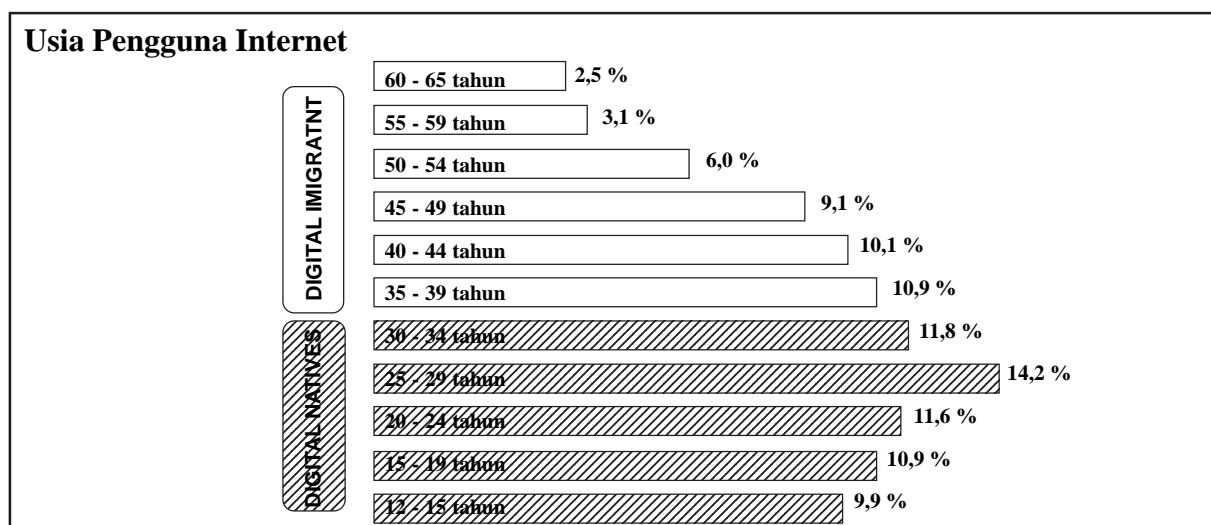 Usia Pengguna Internet
DIGITAL IMIGRATNT
60 - 65 tahun 2,5 %
55 - 59 tahun 3,1 %
50 - 54 tahun 6,0 %
45 - 49 tahun 9,1 %
40 - 44 tahun 10,1 %
35 - 39 tahun 10,9 %
DIGITAL NATIVES
30 - 34 tahun 11,8 %
25 - 29 tahun 14,2 %
20 - 24 tahun 11,6 %
15 - 19 tahun 10,9 %
12 - 15 tahun 9,9 %